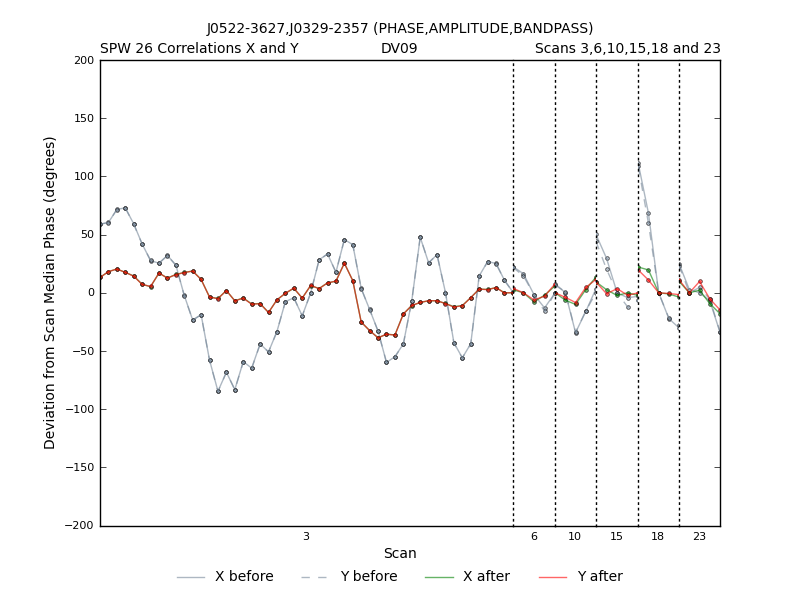 J0522-3627,J0329-2357 (PHASE,AMPLITUDE,BANDPASS)
SPW 26 Correlations X and Y DV09 Scans 3,6,10,15,18 and 23
200
150
100
50
0
−50
−100
−150
−200
Deviation from Scan Median Phase (degrees)
3 6 10 15 18 23
Scan
X before Y before X after Y after